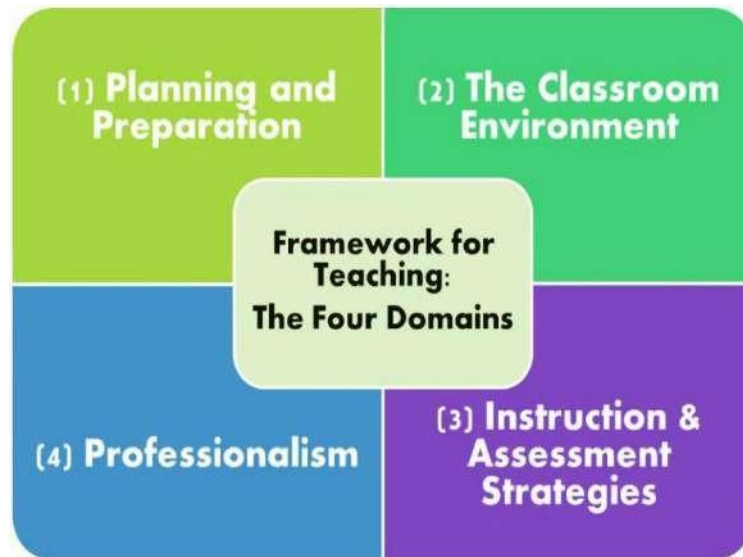 (1) Planning and
Preparation
(2) The Classroom
Environment
Framework for
Teaching:
The Four Domains
(4) Professionalism
(3) Instruction &
Assessment
Strategies